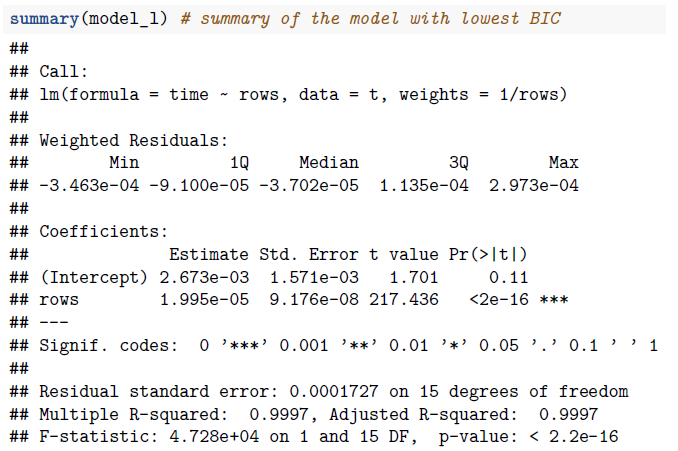 summary(model_l) # summary of the model with lowest BIC
##
## Call:
## lm(formula = time ~ rows, data = t, weights = 1/rows)
##
## Weighted Residuals:
##        Min         1Q     Median         3Q        Max
## -3.463e-04 -9.100e-05 -3.702e-05  1.135e-04  2.973e-04
##
## Coefficients:
##              Estimate Std. Error t value Pr(>|t|)
## (Intercept) 2.673e-03  1.571e-03   1.701     0.11
## rows        1.995e-05  9.176e-08 217.436   <2e-16 ***
## ---
## Signif. codes:  0 '***' 0.001 '**' 0.01 '*' 0.05 '.' 0.1 ' ' 1
##
## Residual standard error: 0.0001727 on 15 degrees of freedom
## Multiple R-squared:  0.9997, Adjusted R-squared:  0.9997
## F-statistic: 4.728e+04 on 1 and 15 DF,  p-value: < 2.2e-16